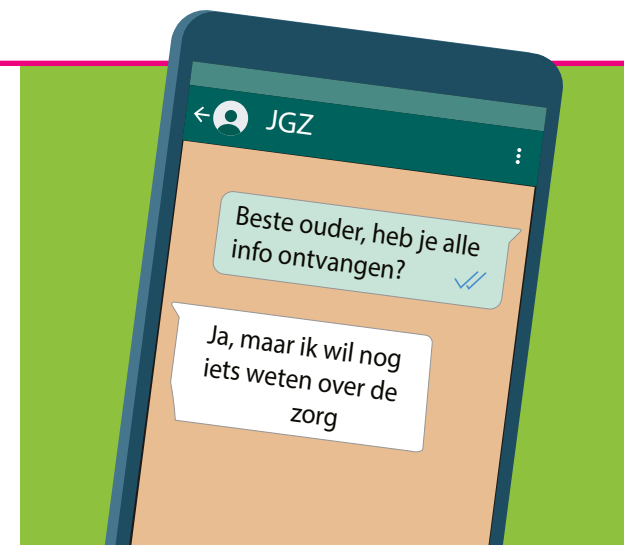 JGZ
Beste ouder, heb je alle
info ontvangen?
Ja, maar ik wil nog
iets weten over de
zorg